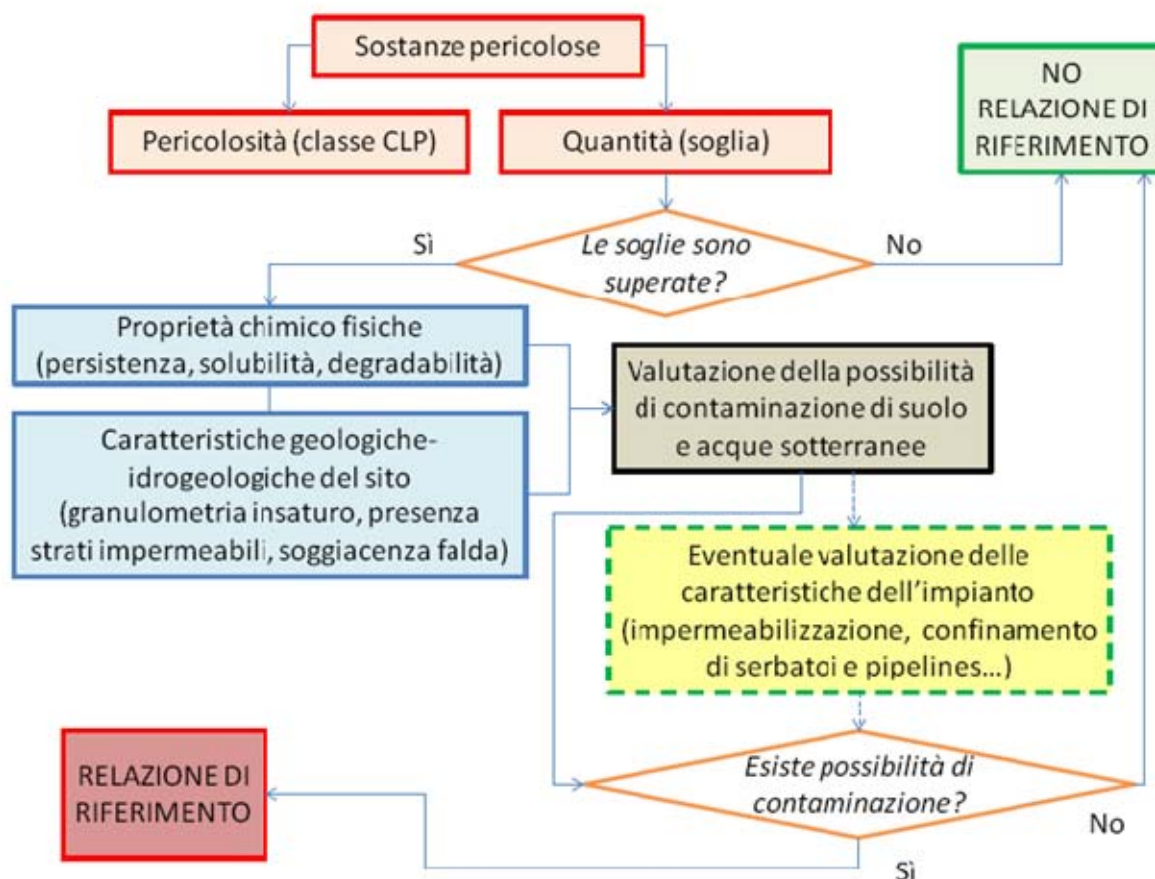 Sostanze pericolose
Pericolosità (classe CLP)
Quantità (soglia)
NO
RELAZIONE DI
RIFERIMENTO
Sì
Le soglie sono
superate?
No
Proprietà chimico fisiche
(persistenza, solubilità, degradabilità)
Caratteristiche geologiche-
idrogeologiche del sito
(granulometria insaturo, presenza
strati impermeabili, soggiacenza falda)
Valutazione della possibilità
di contaminazione di suolo
e acque sotterranee
Eventuale valutazione delle
caratteristiche dell'impianto
(impermeabilizzazione, confinamento
di serbatoi e pipelines...)
Esiste possibilità di
contaminazione?
No
Sì
RELAZIONE DI
RIFERIMENTO